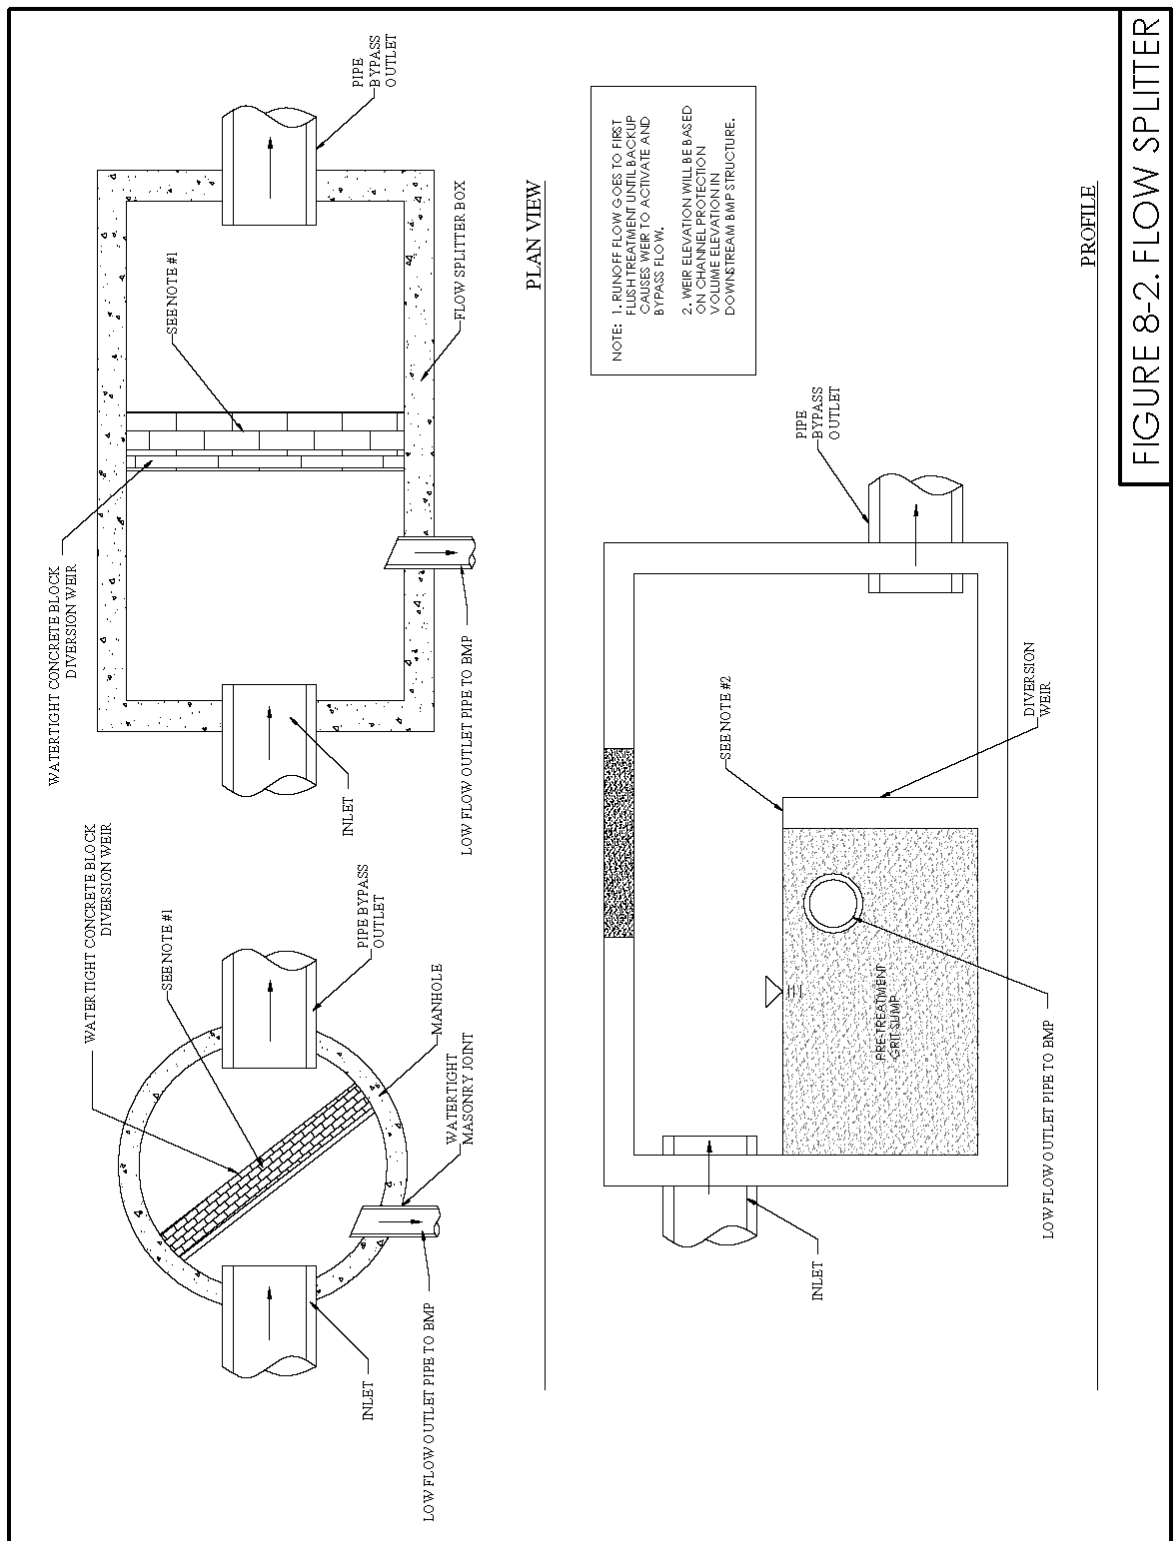 WATERTIGHT CONCRETE BLOCK
DIVERSION WEIR
SEE NOTE #1
PIPE BYPASS
OUTLET
MANHOLE
WATERTIGHT
MASONRY JOINT
INLET
LOW FLOW OUTLET PIPE TO BMP
WATERTIGHT CONCRETE BLOCK
DIVERSION WEIR
SEE NOTE #1
PIPE
BYPASS
OUTLET
FLOW SPLITTER BOX
INLET
LOW FLOW OUTLET PIPE TO BMP
PLAN VIEW
NOTE: 1. RUNOFF FLOW GOES TO FIRST
FLUSH TREATMENT UNTIL BACKUP
CAUSES WEIR TO ACTIVATE AND
BYPASS FLOW.
2. WEIR ELEVATION WILL BE BASED
ON CHANNEL PROTECTION
VOLUME ELEVATION IN
DOWNSTREAM BMP STRUCTURE.
PIPE
BYPASS
OUTLET
SEE NOTE #2
DIVERSION
WEIR
PRE-TREATMENT
GRIT SUMP
INLET
LOW FLOW OUTLET PIPE TO BMP
PROFILE
FIGURE 8-2. FLOW SPLITTER